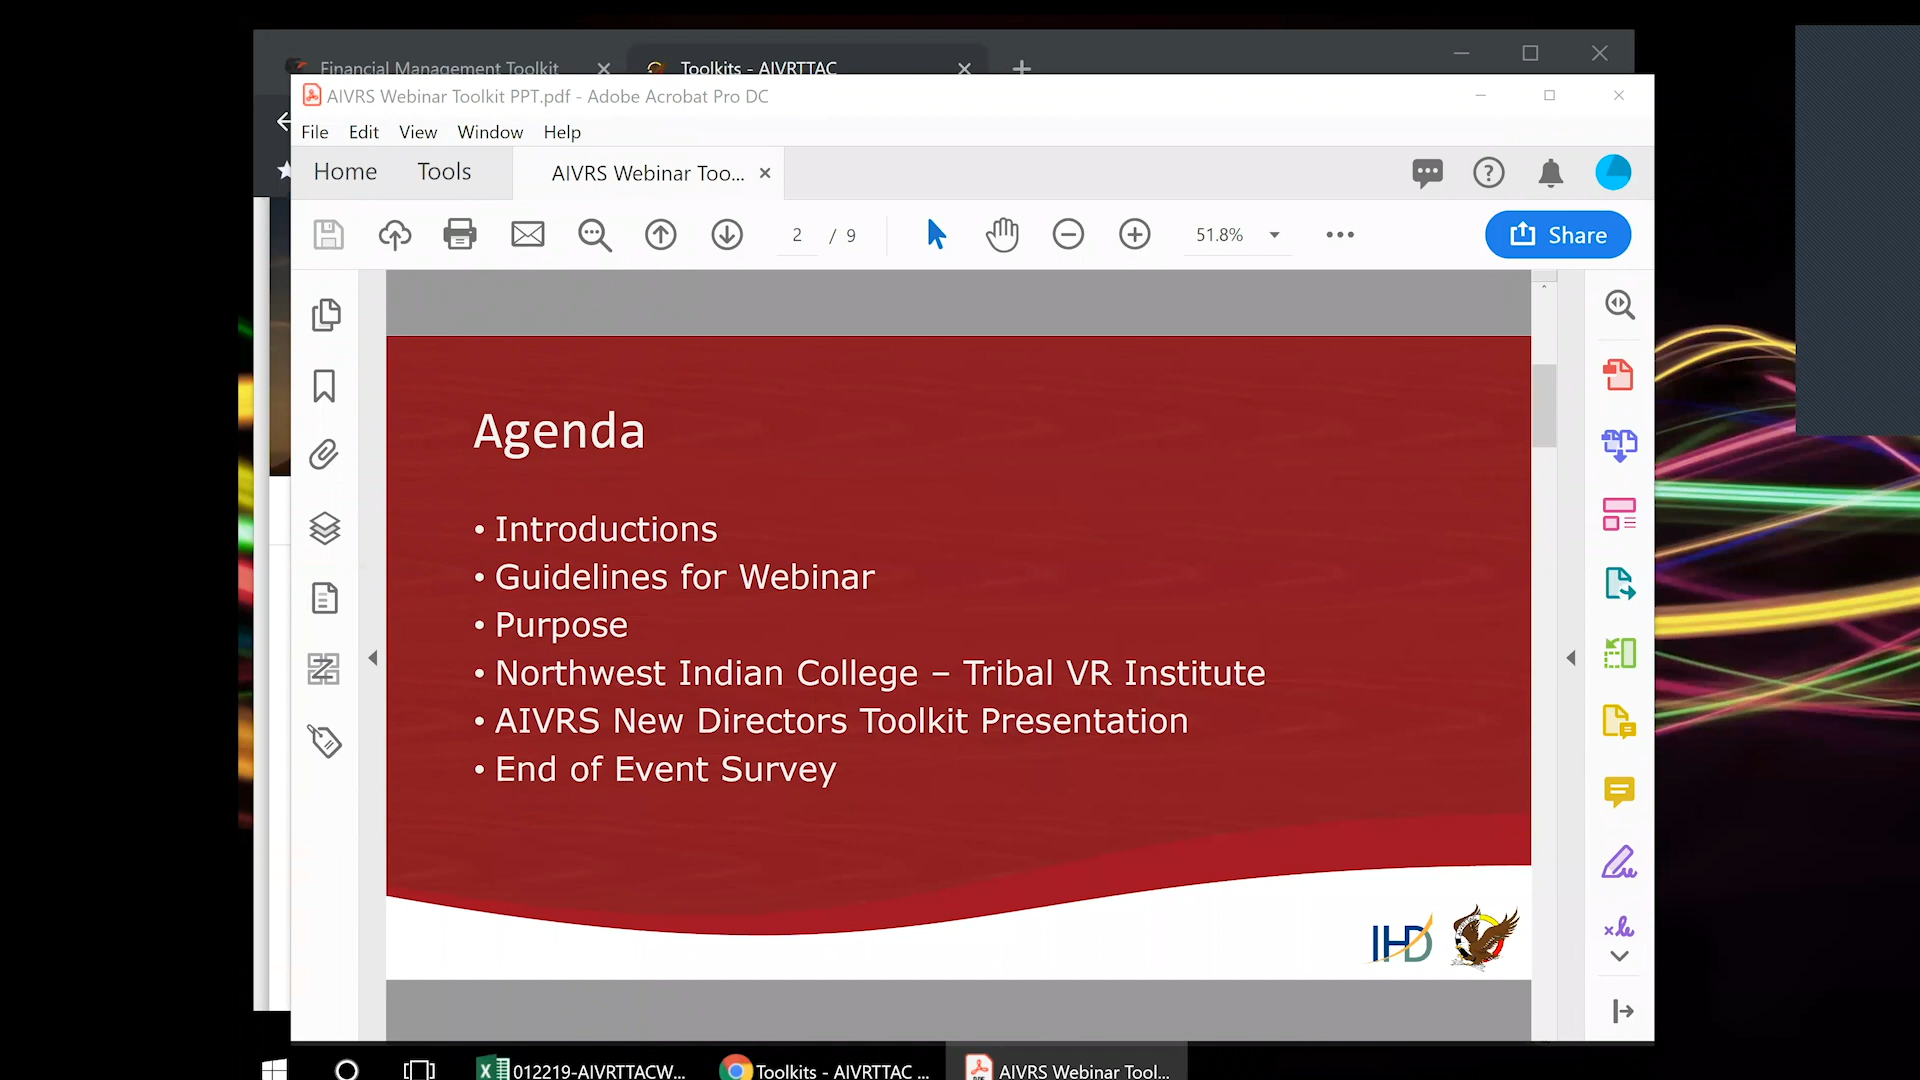 Financial Management Toolkit
Toolkits - AIVRTTAC
AIVRS Webinar Toolkit PPT.pdf - Adobe Acrobat Pro DC
File Edit View Window Help
Home Tools AIVRS Webinar Too...
2 / 9 51.8% Share
Agenda
• Introductions
• Guidelines for Webinar
• Purpose
• Northwest Indian College – Tribal VR Institute
• AIVRS New Directors Toolkit Presentation
• End of Event Survey
IHD
012219-AIVRTTACW... Toolkits - AIVRTTAC ... AIVRS Webinar Tool...